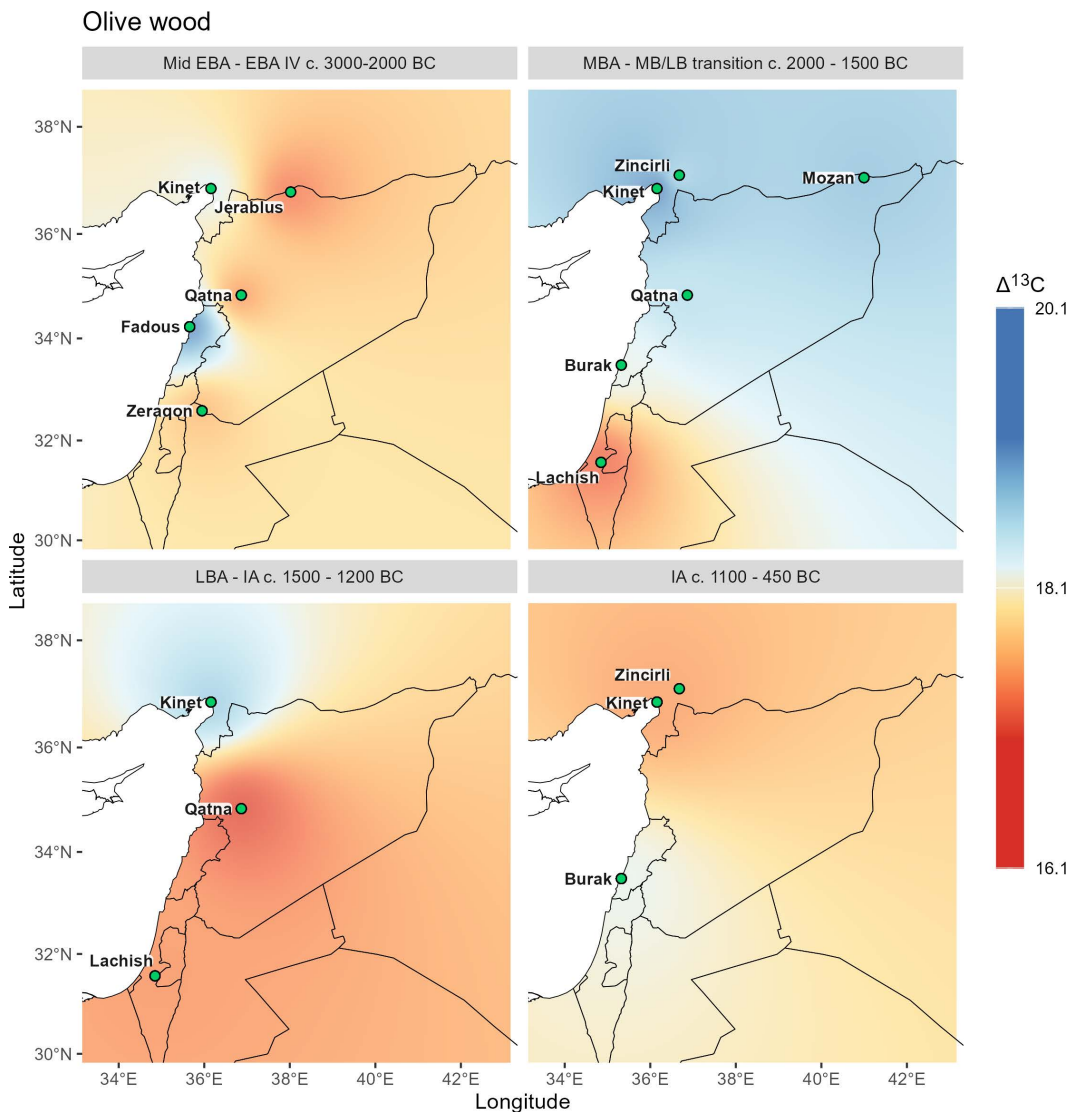 Olive wood
Mid EBA - EBA IV c. 3000-2000 BC
MBA - MB/LB transition c. 2000 - 1500 BC
38°N
36°N
34°N
32°N
30°N
Kinet
Jerablus
Qatna
Fadous
Zeraqon
Zincirli
Kinet
Mozan
Qatna
Burak
Lachish
Δ¹³C
20.1
18.1
16.1
Latitude
LBA - IA c. 1500 - 1200 BC
IA c. 1100 - 450 BC
38°N
36°N
34°N
32°N
30°N
Kinet
Qatna
Lachish
Zincirli
Kinet
Burak
34°E 36°E 38°E 40°E 42°E
34°E 36°E 38°E 40°E 42°E
Longitude